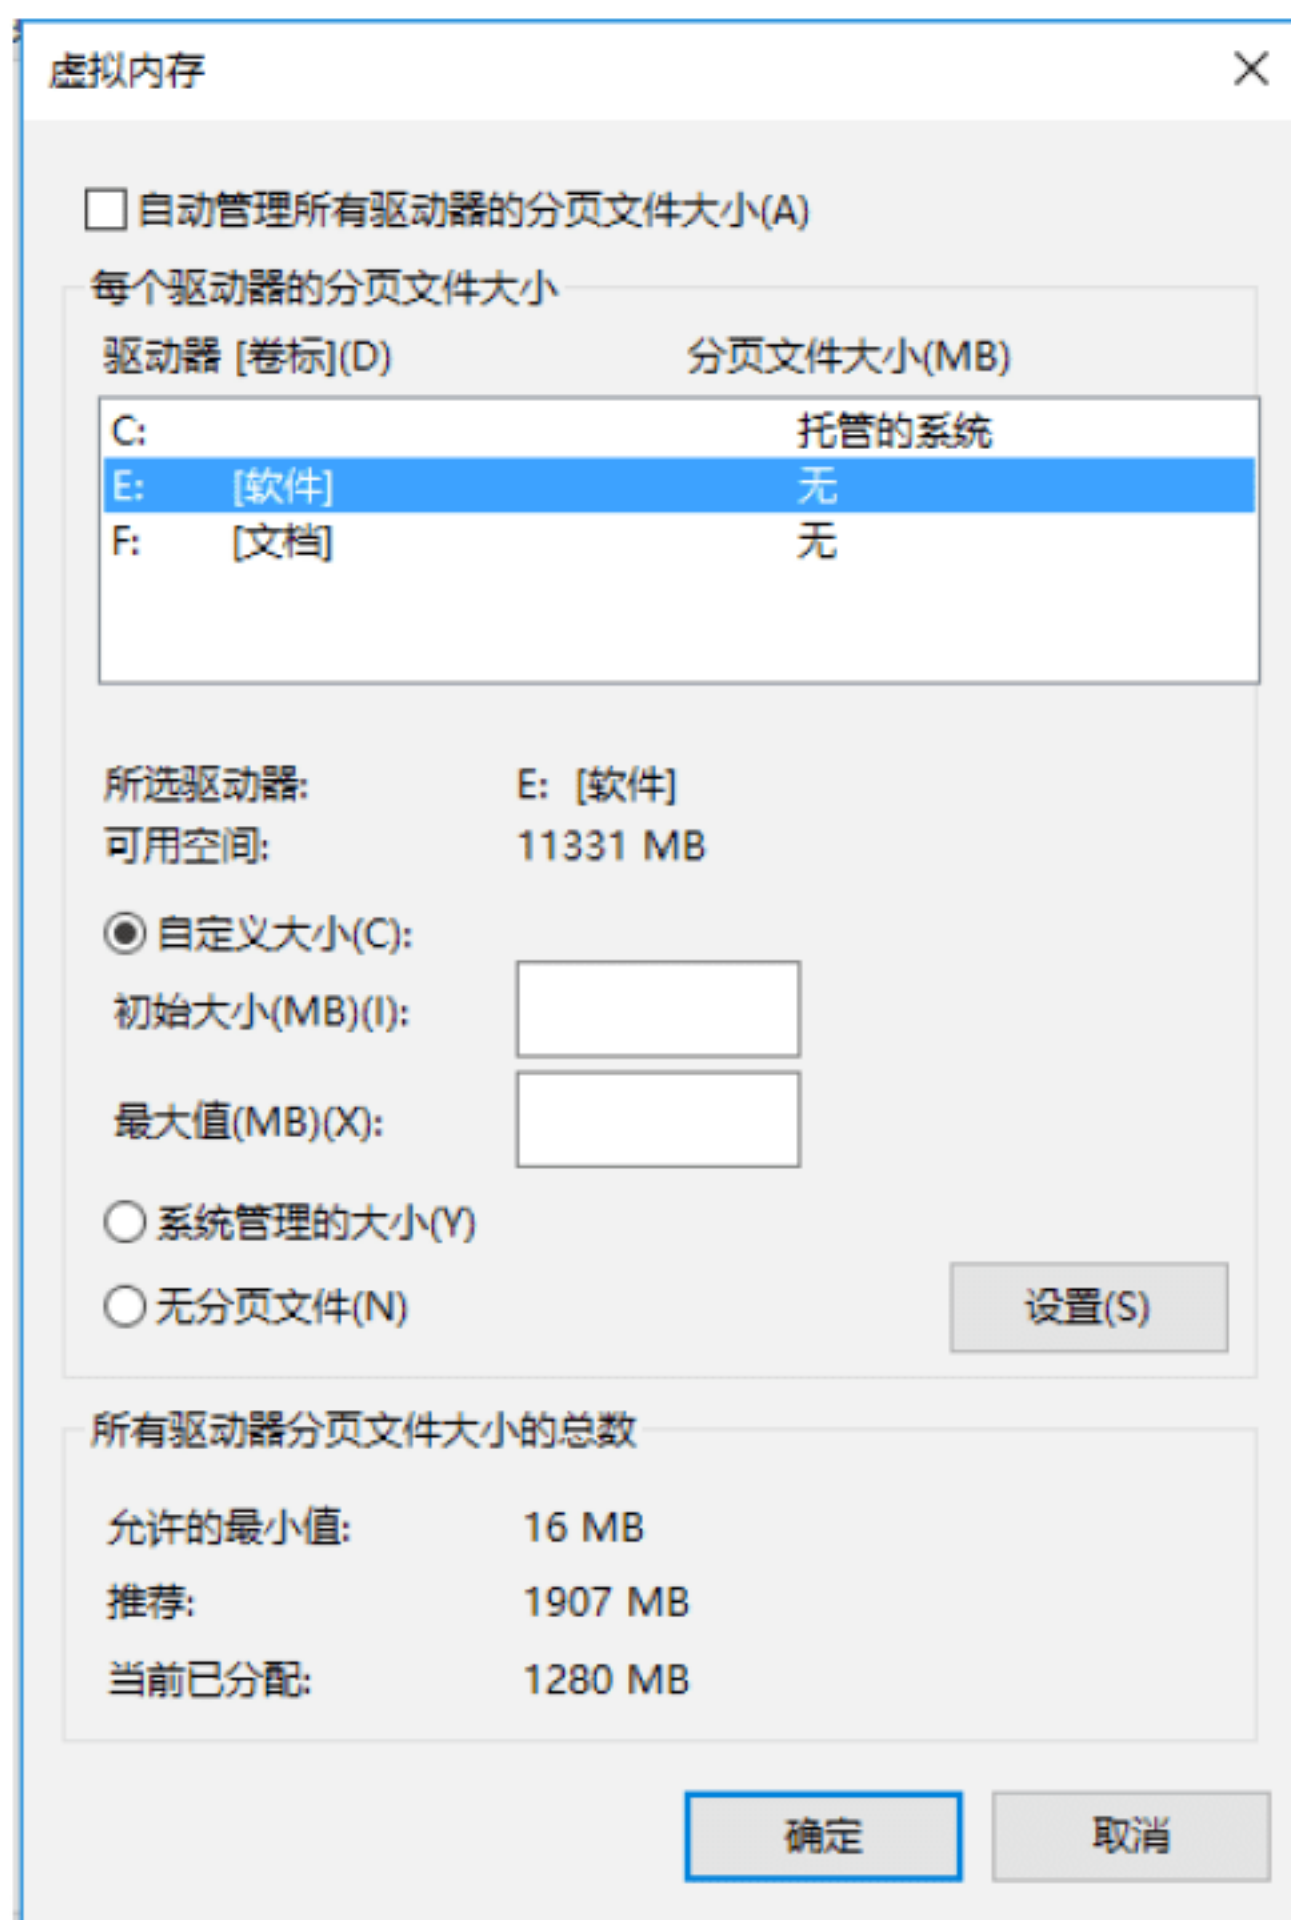 虚拟内存
自动管理所有驱动器的分页文件大小(A)
每个驱动器的分页文件大小
驱动器 [卷标](D) 分页文件大小(MB)
C: 托管的系统
E: [软件] 无
F: [文档] 无
所选驱动器: E: [软件]
可用空间: 11331 MB
自定义大小(C):
初始大小(MB)(I):
最大值(MB)(X):
系统管理的大小(Y)
无分页文件(N) 设置(S)
所有驱动器分页文件大小的总数
允许的最小值: 16 MB
推荐: 1907 MB
当前已分配: 1280 MB
确定 取消